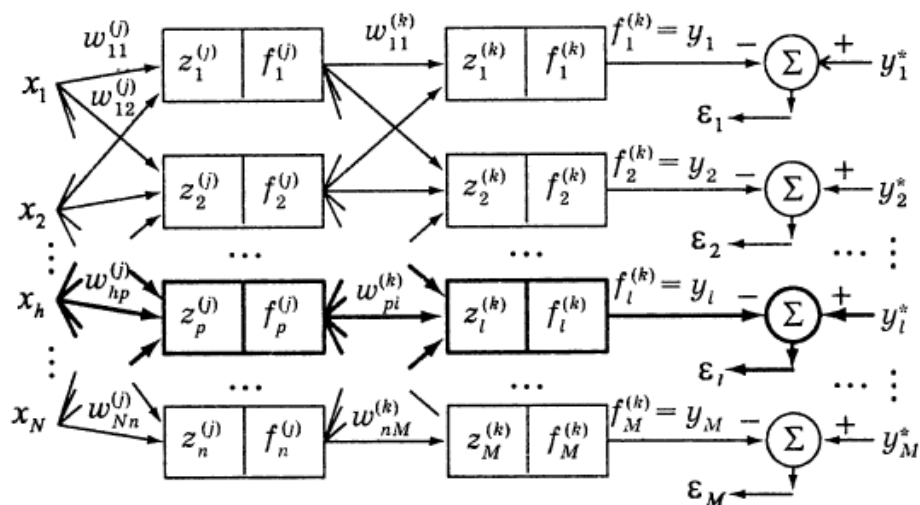 w_{11}^{(j)} w_{11}^{(k)} f_1^{(k)} = y_1 − +
x_1 w_{12}^{(j)} z_1^{(j)} f_1^{(j)} z_1^{(k)} f_1^{(k)} Σ y_1^*
ε_1
f_2^{(k)} = y_2 − +
x_2 z_2^{(j)} f_2^{(j)} z_2^{(k)} f_2^{(k)} Σ y_2^*
ε_2
... ... ... ... ... ...
w_{hp}^{(j)} w_{pi}^{(k)} f_l^{(k)} = y_l − +
x_h z_p^{(j)} f_p^{(j)} z_l^{(k)} f_l^{(k)} Σ y_l^*
ε_l
... ... ... ... ...
w_{Nn}^{(j)} w_{nM}^{(k)} f_M^{(k)} = y_M − +
x_N z_n^{(j)} f_n^{(j)} z_M^{(k)} f_M^{(k)} Σ y_M^*
ε_M